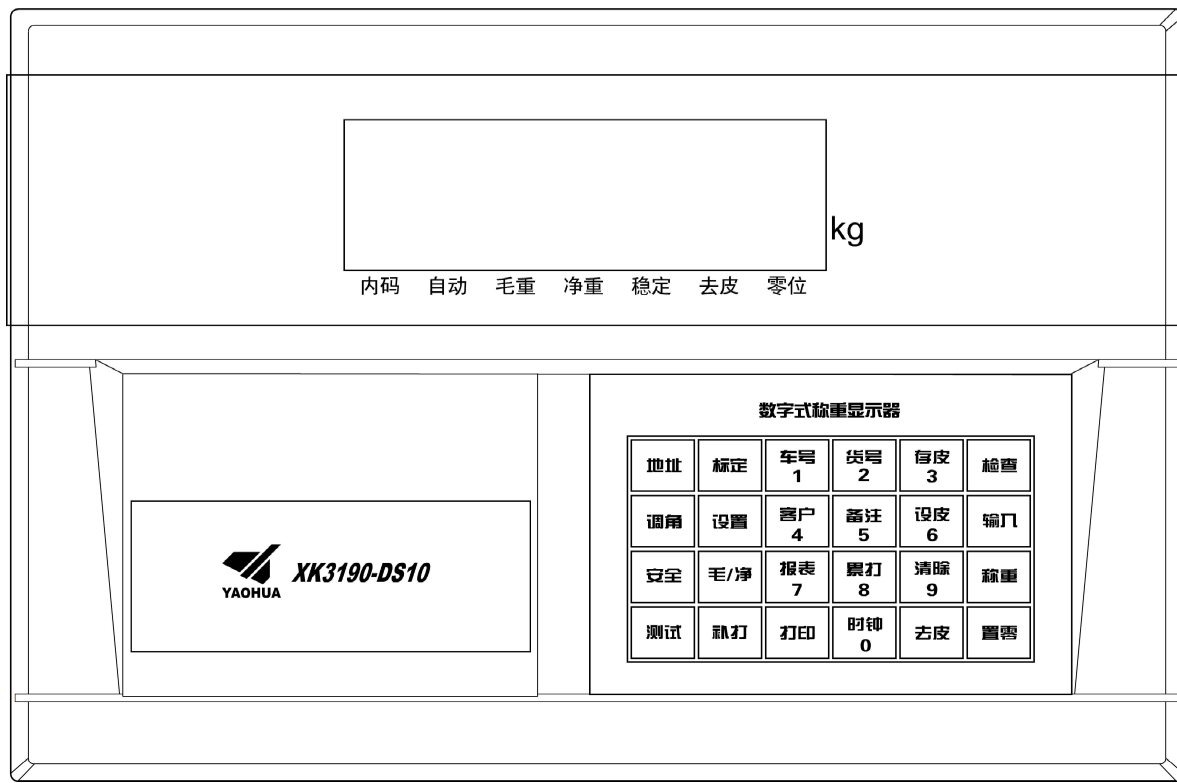 kg
内码 自动 毛重 净重 稳定 去皮 零位
数字式称重显示器
地址 标定 车号 货号 存皮 检查
1 2 3
调角 设置 客户 备注 设皮 输入
4 5 6
安全 毛/净 报表 累打 清除 称重
7 8 9
测试 补打 打印 时钟 去皮 置零
0
XK3190-DS10
YAOHUA